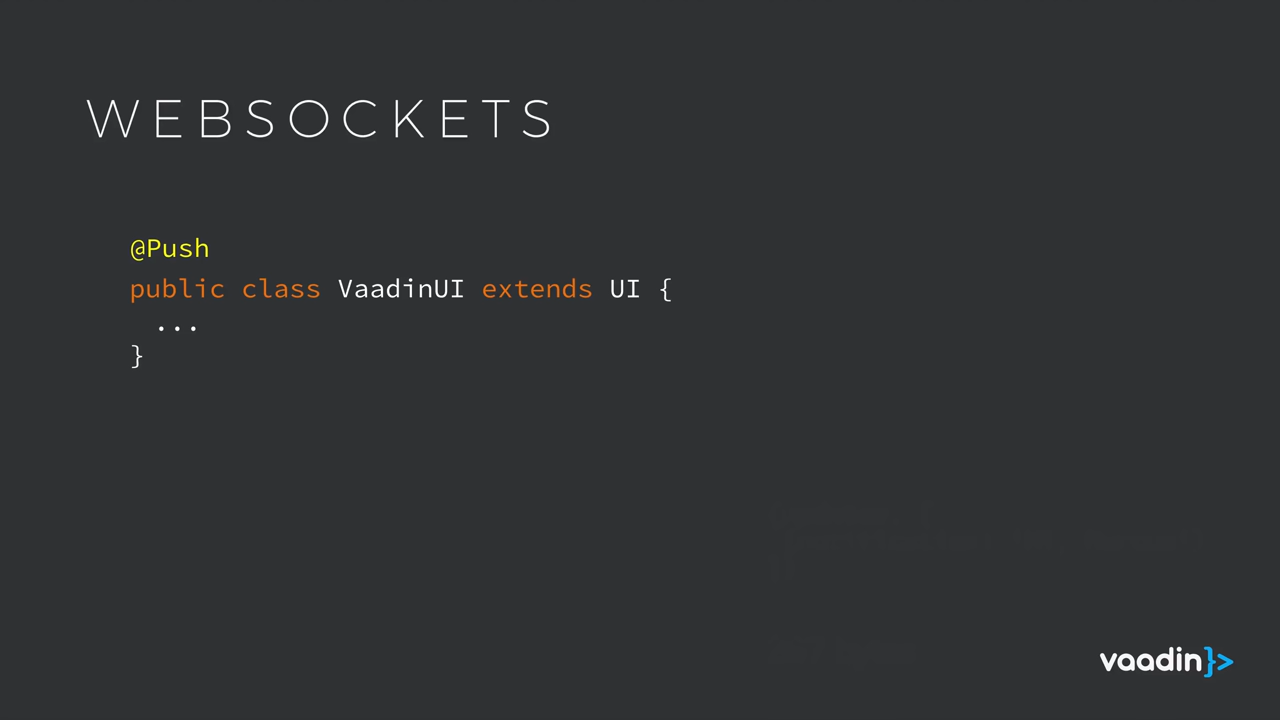 WEBSOCKETS
@Push
public class VaadinUI extends UI {
...
}
vaadin}>